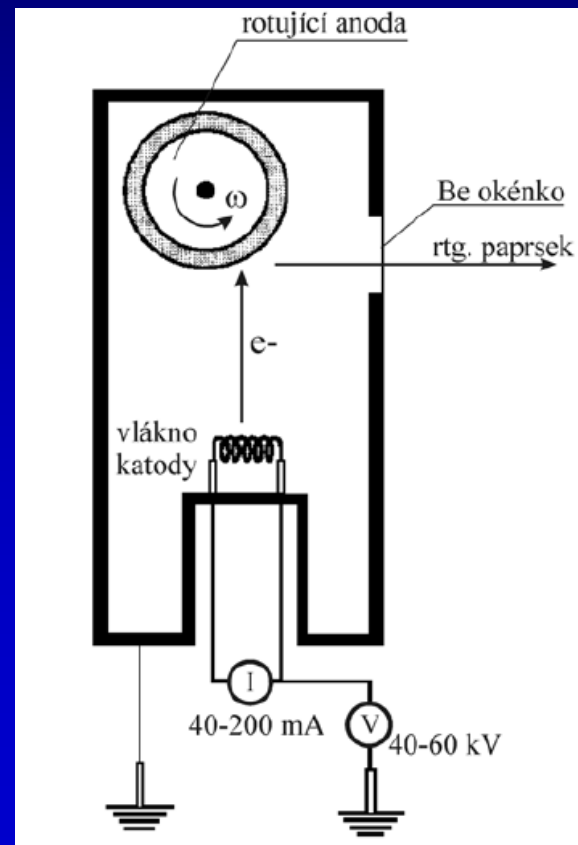 rotující anoda
ω
Be okénko
rtg. paprsek
e-
vlákno
katody
I
40-200 mA
V
40-60 kV